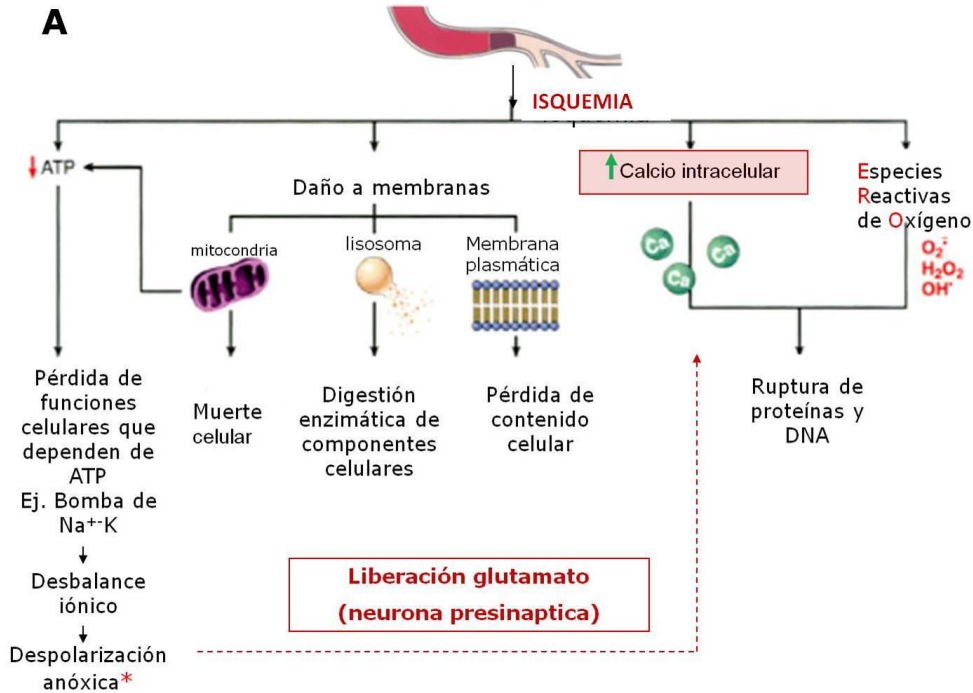 A
ISQUEMIA
↓ ATP
Daño a membranas
↑ Calcio intracelular
Especies
Reactivas
de Oxígeno
O₂∸
H₂O₂
OH•
mitocondria
lisosoma
Membrana
plasmática
Ca
Ca
Ca
Pérdida de
funciones
celulares que
dependen de
ATP
Ej. Bomba de
Na⁺-K
Muerte
celular
Digestión
enzimática de
componentes
celulares
Pérdida de
contenido
celular
Ruptura de
proteínas y
DNA
Desbalance
iónico
Despolarización
anóxica*
Liberación glutamato
(neurona presinaptica)